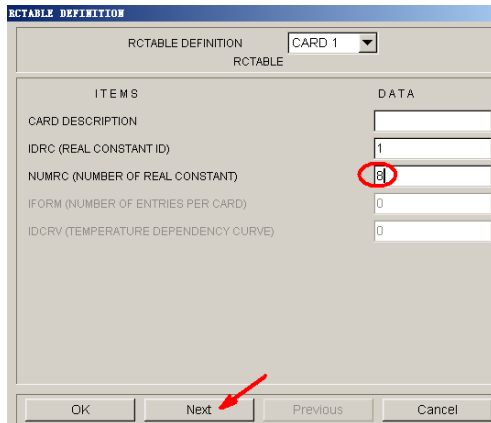 RCTABLE DEFINITION
RCTABLE DEFINITION CARD 1
RCTABLE
ITEMS DATA
CARD DESCRIPTION
IDRC (REAL CONSTANT ID) 1
NUMRC (NUMBER OF REAL CONSTANT) 8
IFORM (NUMBER OF ENTRIES PER CARD) 0
IDCRV (TEMPERATURE DEPENDENCY CURVE) 0
OK Next Previous Cancel